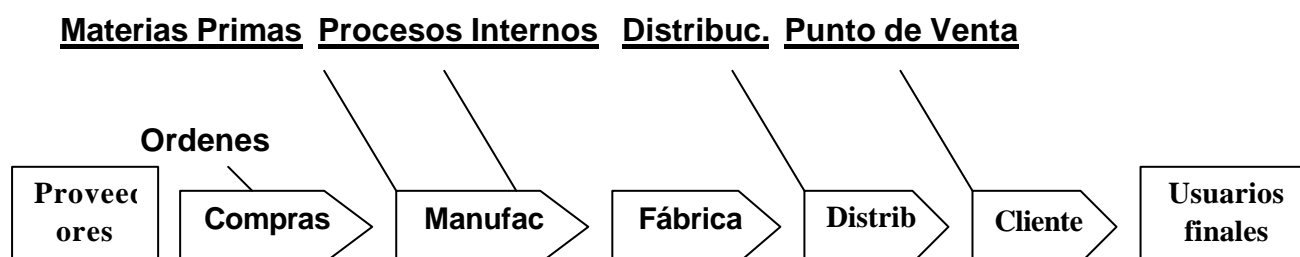 Materias Primas Procesos Internos Distribuc. Punto de Venta
Ordenes
Proveec
ores
Compras
Manufac
Fábrica
Distrib
Cliente
Usuarios
finales